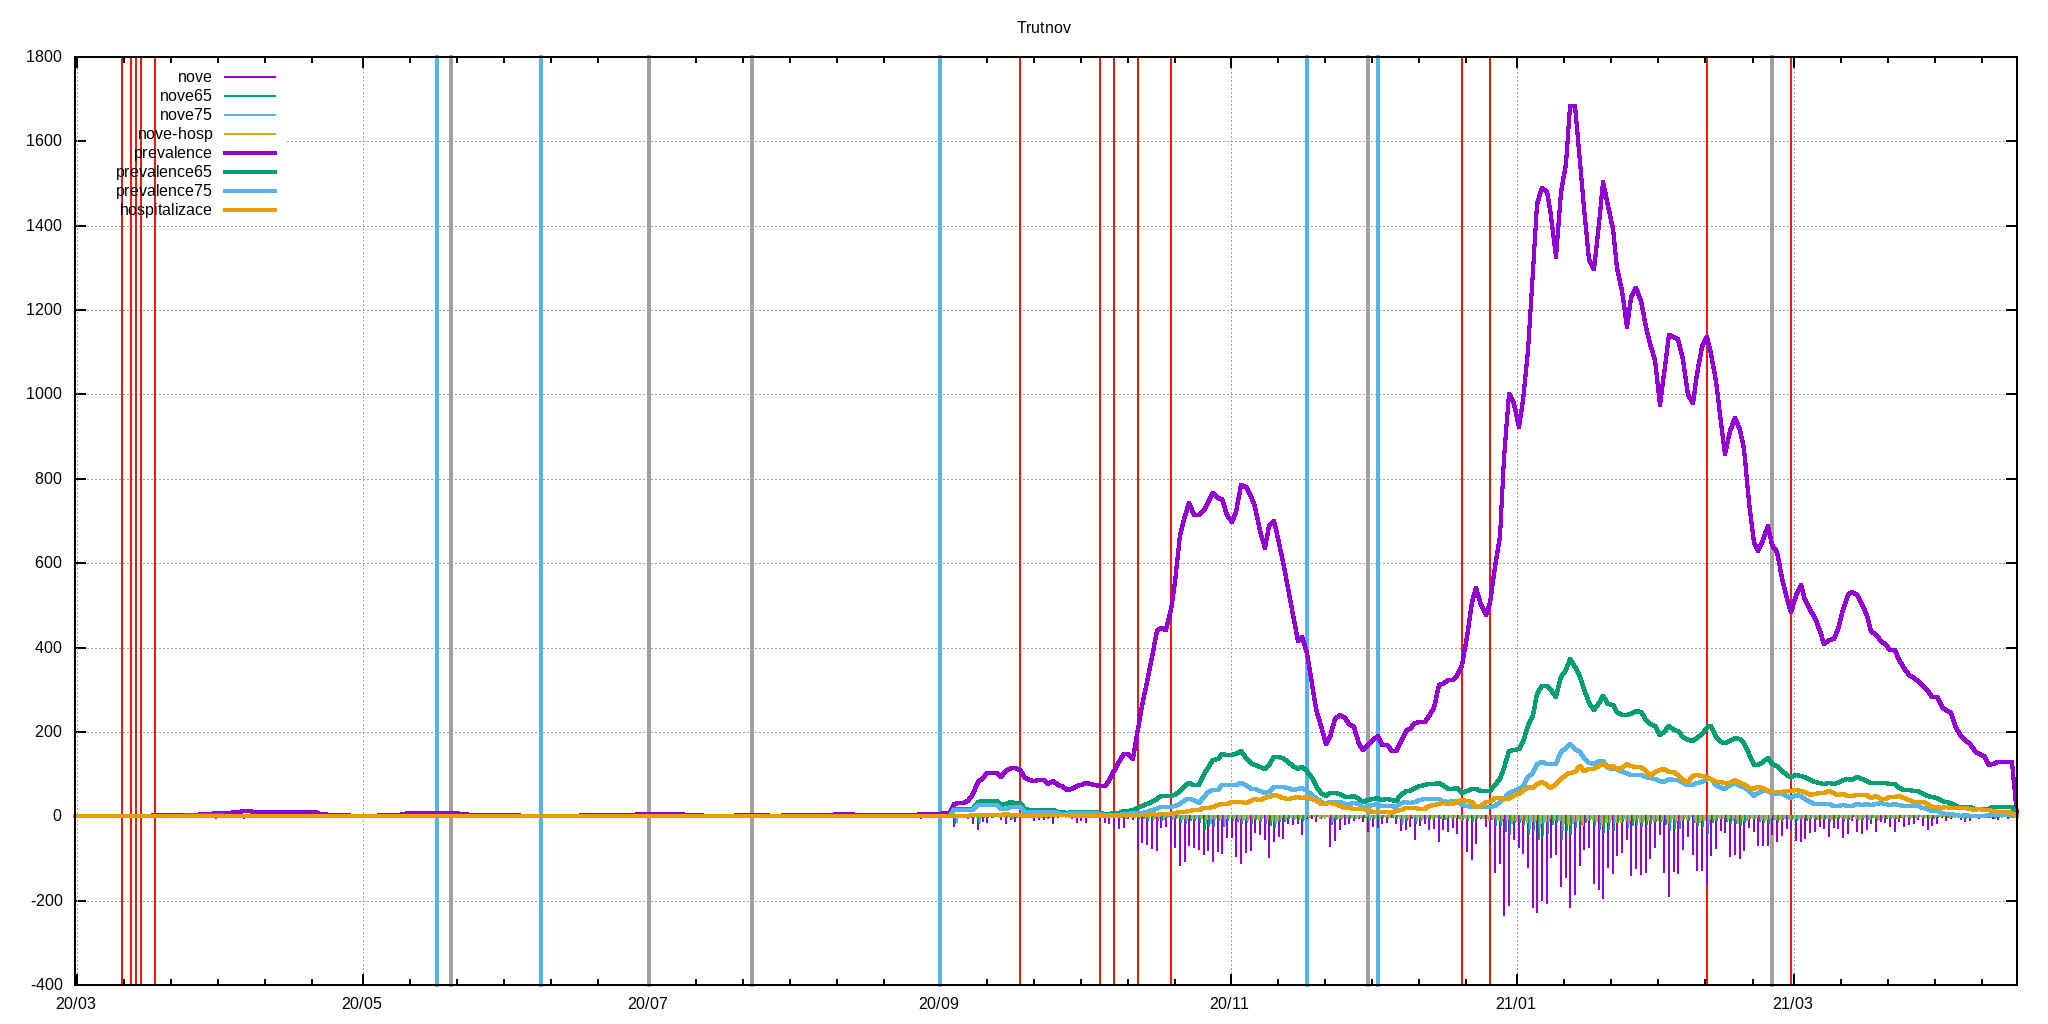 Trutnov
1800
1600
1400
1200
1000
800
600
400
200
0
-200
-400
nove
nove65
nove75
nove-hosp
prevalence
prevalence65
prevalence75
hospitalizace
20/03
20/05
20/07
20/09
20/11
21/01
21/03